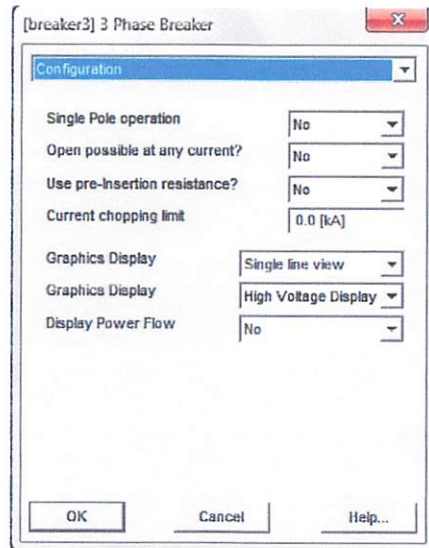 [breaker3] 3 Phase Breaker
Configuration
Single Pole operation No
Open possible at any current? No
Use pre-Insertion resistance? No
Current chopping limit 0.0 [kA]
Graphics Display Single line view
Graphics Display High Voltage Display
Display Power Flow No
OK Cancel Help...